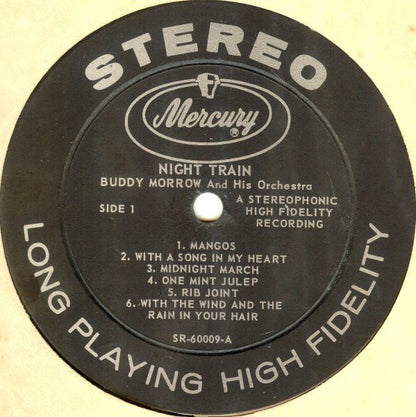 STEREO
Mercury
®
NIGHT TRAIN
BUDDY MORROW And His Orchestra
SIDE 1
A STEREOPHONIC
HIGH FIDELITY
RECORDING
1. MANGOS
2. WITH A SONG IN MY HEART
3. MIDNIGHT MARCH
4. ONE MINT JULEP
5. RIB JOINT
6. WITH THE WIND AND THE
RAIN IN YOUR HAIR
SR-60009-A
LONG PLAYING HIGH FIDELITY